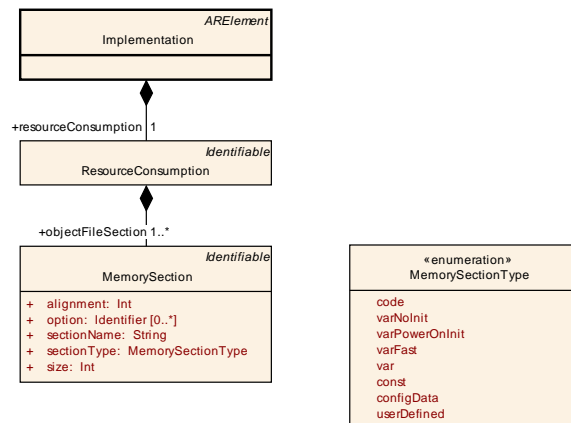 ARElement
Implementation
+resourceConsumption 1
Identifiable
ResourceConsumption
+objectFileSection 1..*
Identifiable
MemorySection
+ alignment: Int
+ option: Identifier [0..*]
+ sectionName: String
+ sectionType: MemorySectionType
+ size: Int
«enumeration»
MemorySectionType
code
varNoInit
varPowerOnInit
varFast
var
const
configData
userDefined